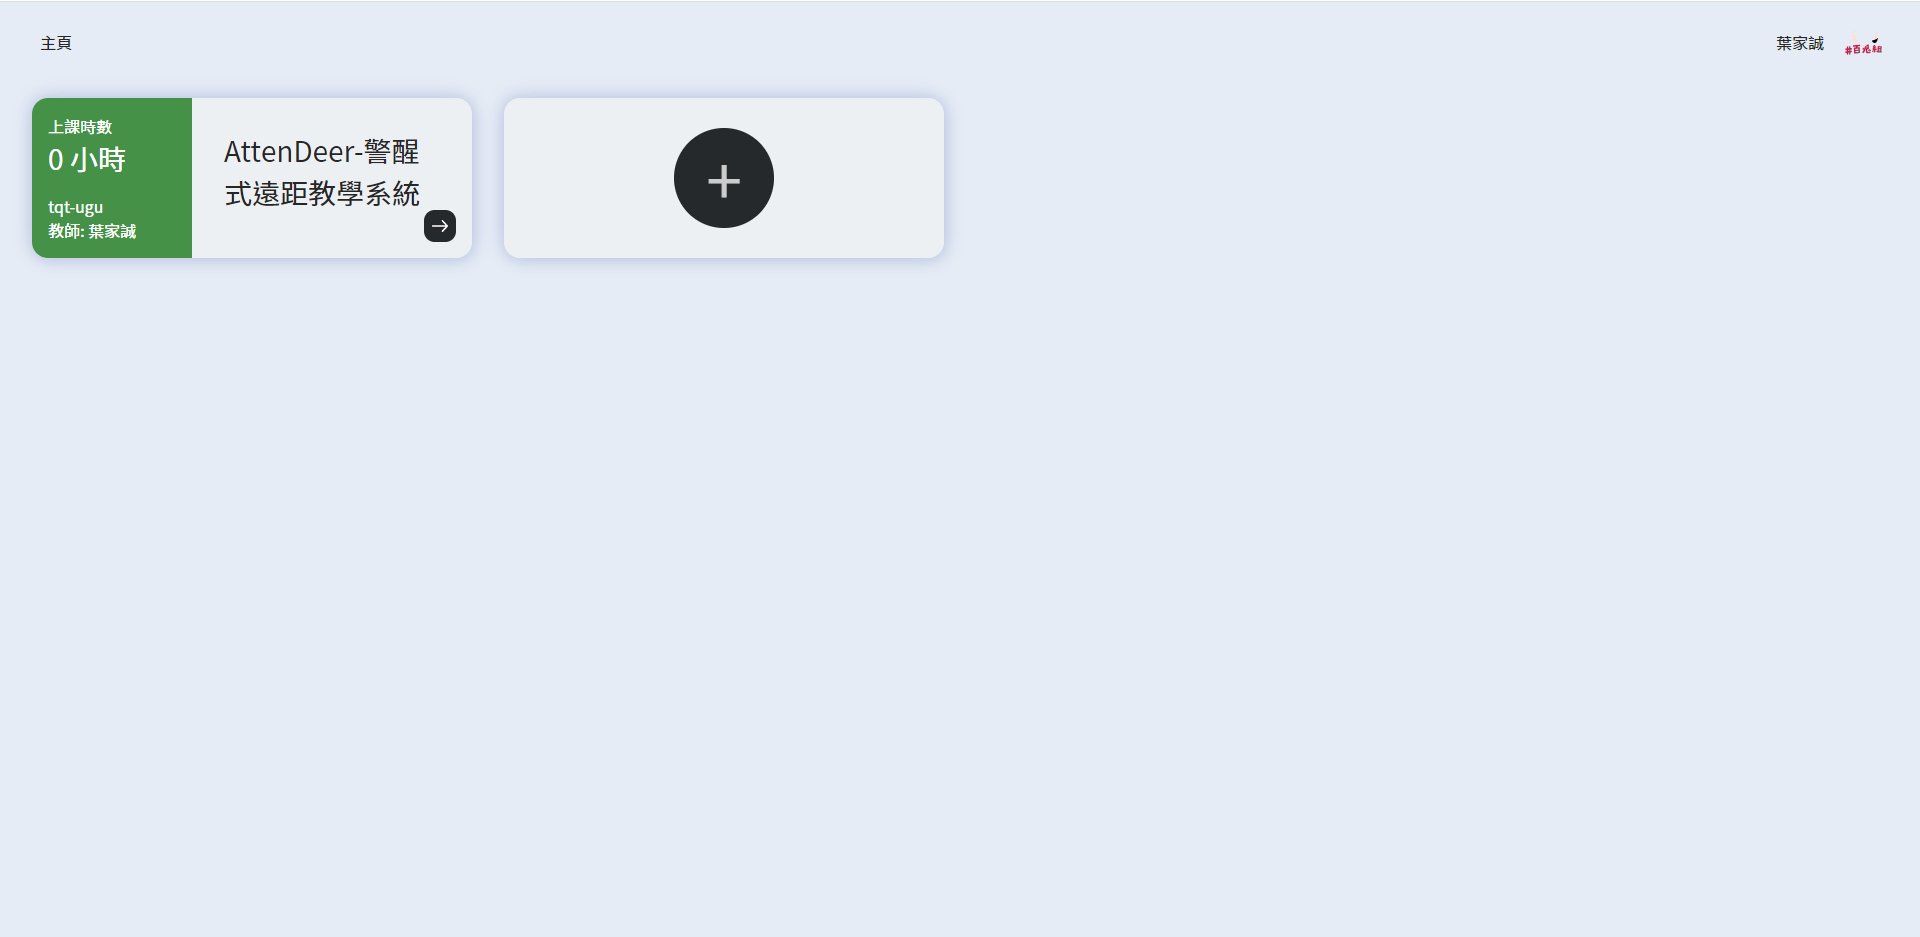 主頁
葉家誠
上課時數
0 小時
tqt-ugu
教師: 葉家誠
AttenDeer-警醒
式遠距教學系統